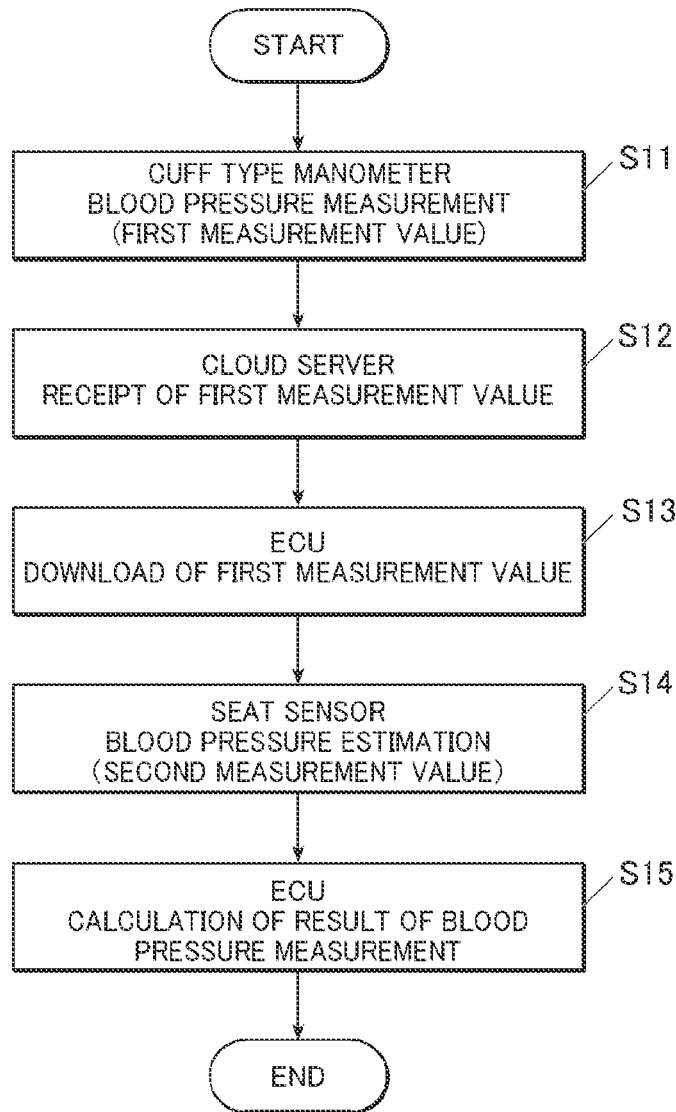 START
CUFF TYPE MANOMETER
BLOOD PRESSURE MEASUREMENT
(FIRST MEASUREMENT VALUE)
S11
CLOUD SERVER
RECEIPT OF FIRST MEASUREMENT VALUE
S12
ECU
DOWNLOAD OF FIRST MEASUREMENT VALUE
S13
SEAT SENSOR
BLOOD PRESSURE ESTIMATION
(SECOND MEASUREMENT VALUE)
S14
ECU
CALCULATION OF RESULT OF BLOOD
PRESSURE MEASUREMENT
S15
END